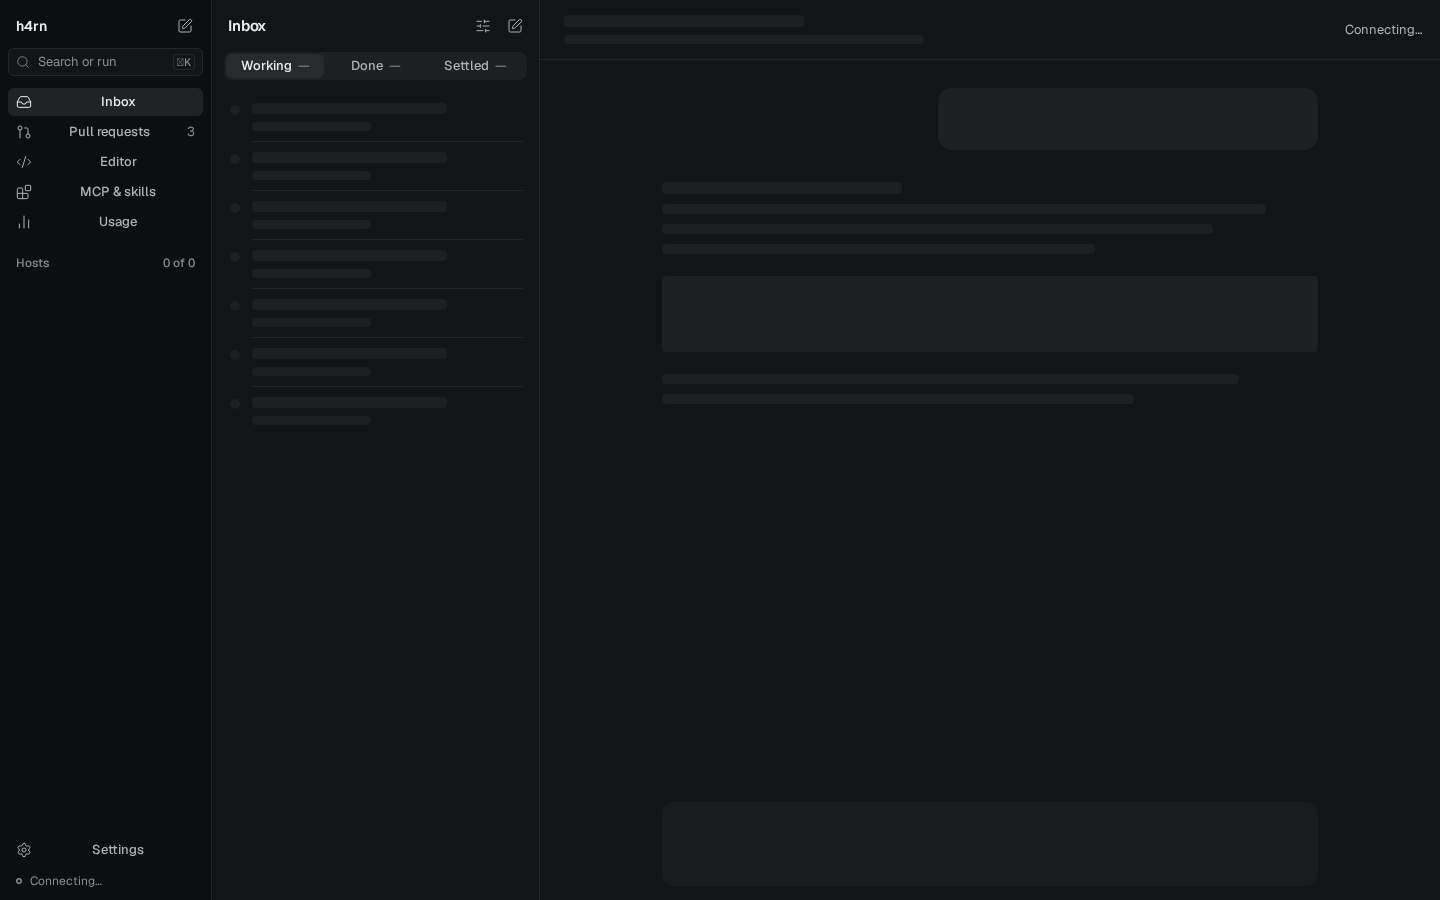 h4rn
Search or run
K
Inbox
Pull requests 3
Editor
MCP & skills
Usage
Hosts 0 of 0
Settings
Connecting…
Inbox
Working — Done — Settled —
Connecting…